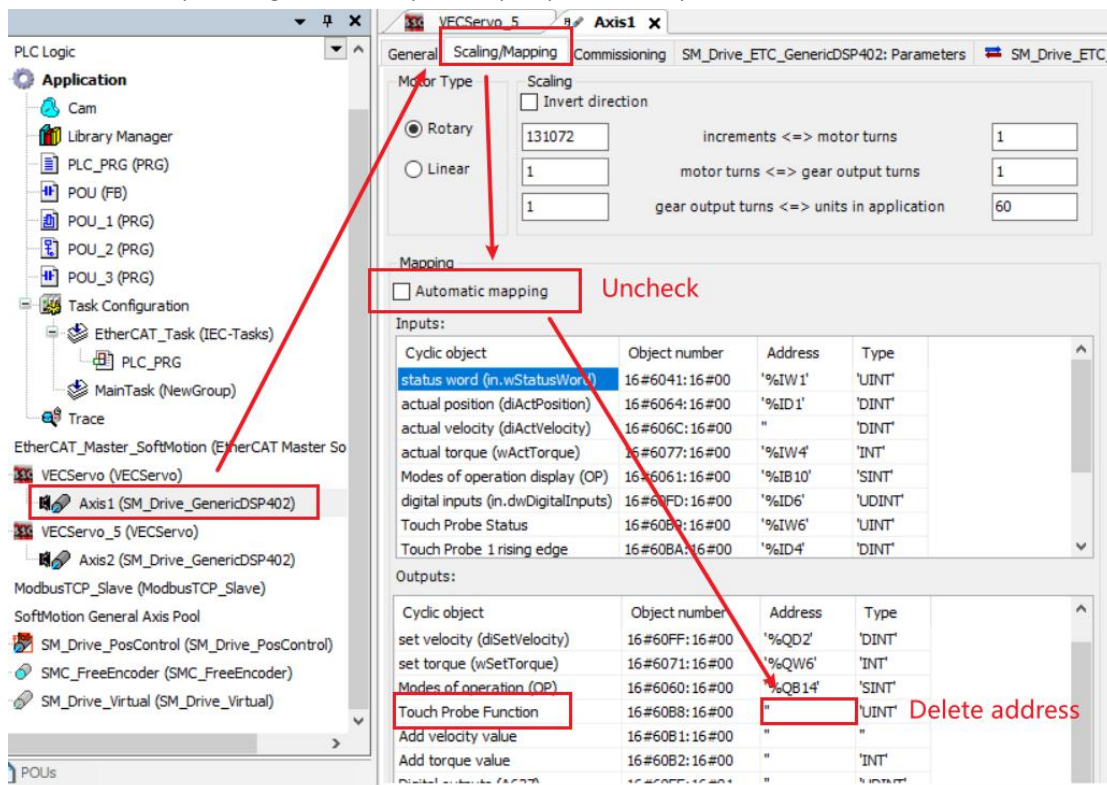 VECServo_5
Axis1
PLC Logic
Application
Cam
Library Manager
PLC_PRG (PRG)
POU (FB)
POU_1 (PRG)
POU_2 (PRG)
POU_3 (PRG)
Task Configuration
EtherCAT_Task (IEC-Tasks)
PLC_PRG
MainTask (NewGroup)
Trace
EtherCAT_Master_SoftMotion (EtherCAT Master So
VECServo (VECServo)
Axis1 (SM_Drive_GenericDSP402)
VECServo_5 (VECServo)
Axis2 (SM_Drive_GenericDSP402)
ModbusTCP_Slave (ModbusTCP_Slave)
SoftMotion General Axis Pool
SM_Drive_PosControl (SM_Drive_PosControl)
SMC_FreeEncoder (SMC_FreeEncoder)
SM_Drive_Virtual (SM_Drive_Virtual)
POUs
General Scaling/Mapping Commissioning SM_Drive_ETC_GenericDSP402: Parameters SM_Drive_ETC_
Motor Type
Rotary
Linear
Scaling
Invert direction
131072 increments <=> motor turns 1
1 motor turns <=> gear output turns 1
1 gear output turns <=> units in application 60
Mapping
Automatic mapping
Uncheck
Inputs:
Cyclic object Object number Address Type
status word (in.wStatusWord) 16#6041:16#00 '%IW1' 'UINT'
actual position (diActPosition) 16#6064:16#00 '%ID1' 'DINT'
actual velocity (diActVelocity) 16#606C:16#00 '' 'DINT'
actual torque (wActTorque) 16#6077:16#00 '%IW4' 'INT'
Modes of operation display (OP) 16#6061:16#00 '%IB10' 'SINT'
digital inputs (in.dwDigitalInputs) 16#60FD:16#00 '%ID6' 'UDINT'
Touch Probe Status 16#60B9:16#00 '%IW6' 'UINT'
Touch Probe 1 rising edge 16#60BA:16#00 '%ID4' 'DINT'
Outputs:
Cyclic object Object number Address Type
set velocity (diSetVelocity) 16#60FF:16#00 '%QD2' 'DINT'
set torque (wSetTorque) 16#6071:16#00 '%QW6' 'INT'
Modes of operation (OP) 16#6060:16#00 '%QB14' 'SINT'
Touch Probe Function 16#60B8:16#00 '' 'UINT'
Delete address
Add velocity value 16#60B1:16#00 '' ''
Add torque value 16#60B2:16#00 '' 'INT'